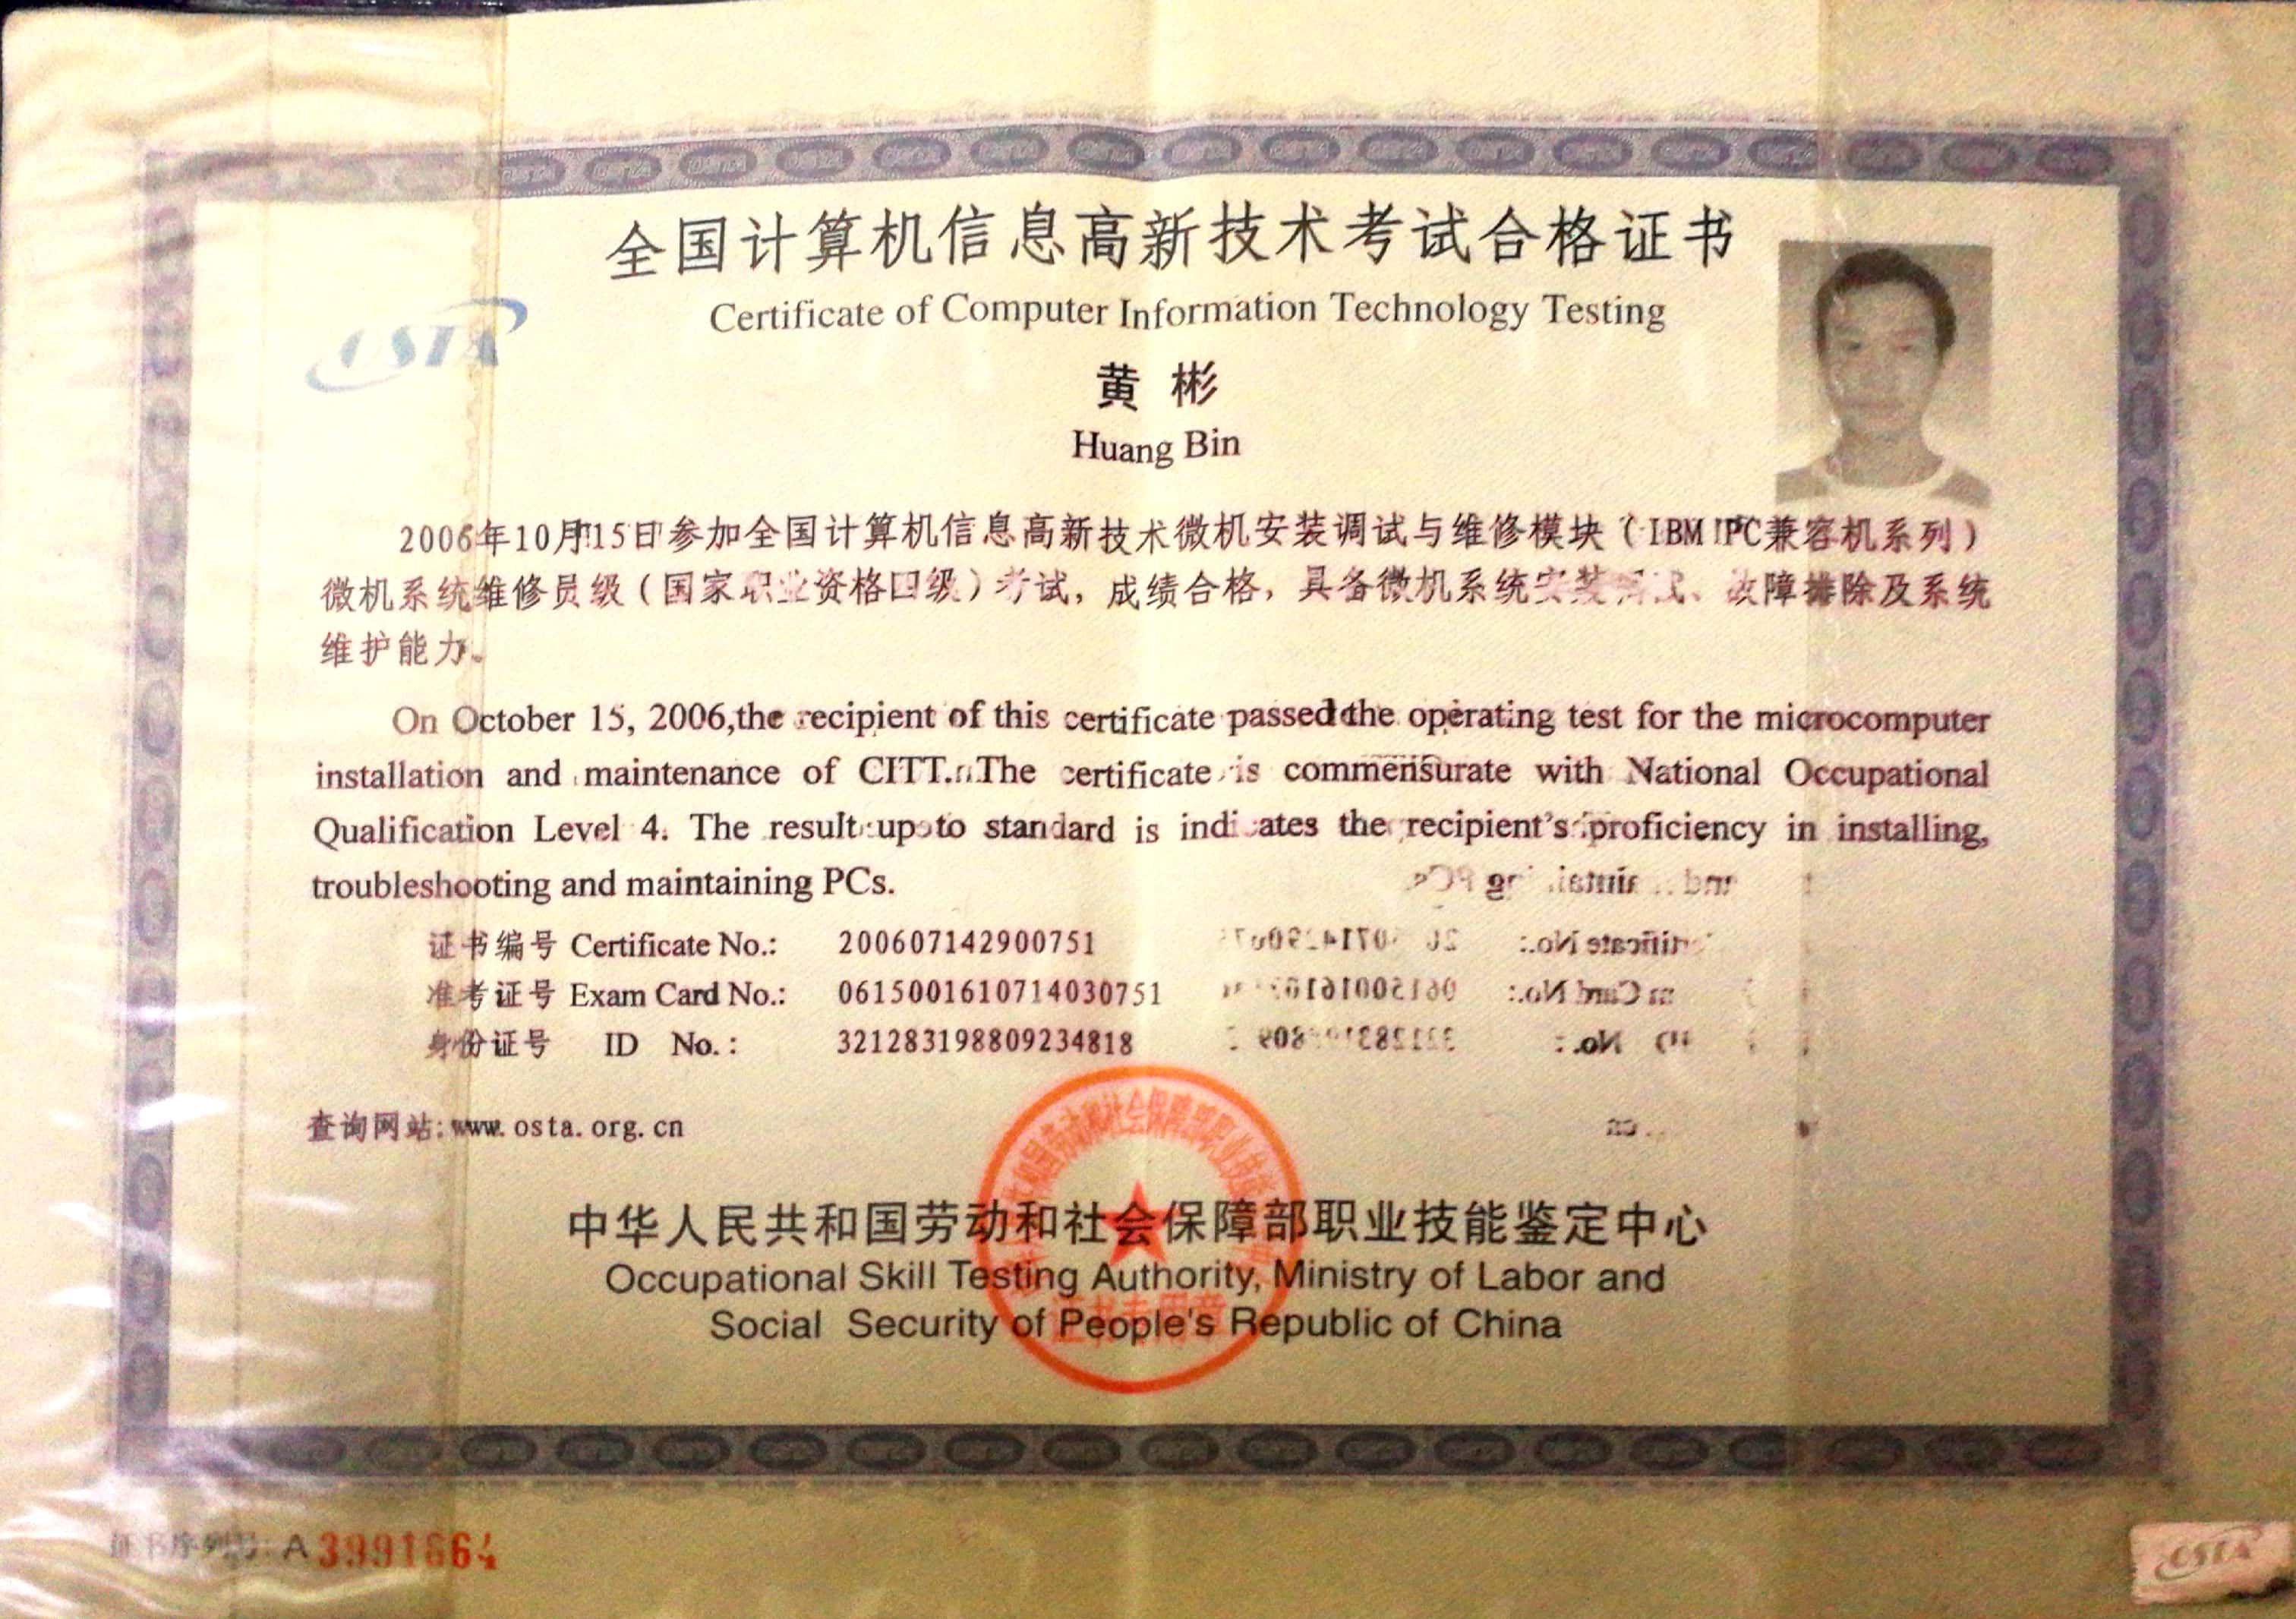 全国计算机信息高新技术考试合格证书
Certificate of Computer Information Technology Testing
OSTA
黄 彬
Huang Bin
2006年10月15日参加全国计算机信息高新技术微机安装调试与维修模块(IBM PC兼容机系列)
微机系统维修员级(国家职业资格四级)考试,成绩合格,具备微机系统安装调试、故障排除及系统
维护能力。
On October 15, 2006,the recipient of this certificate passed the operating test for the microcomputer
installation and maintenance of CITT. The certificate is commensurate with National Occupational
Qualification Level 4. The result up to standard is indicates the recipient's proficiency in installing,
troubleshooting and maintaining PCs.
证书编号 Certificate No.: 200607142900751
准考证号 Exam Card No.: 0615001610714030751
身份证号 ID No.: 321283198809234818
查询网站:www.osta.org.cn
中华人民共和国劳动和社会保障部职业技能鉴定中心
Occupational Skill Testing Authority, Ministry of Labor and
Social Security of People's Republic of China
证书专用章
证书序列号: A 3991664
OSTA